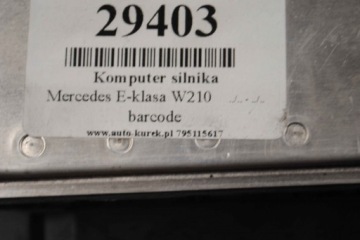 29403
Komputer silnika
Mercedes E-klasa W210 ../.. - ../..
barcode
www.auto-kurek.pl 795115617